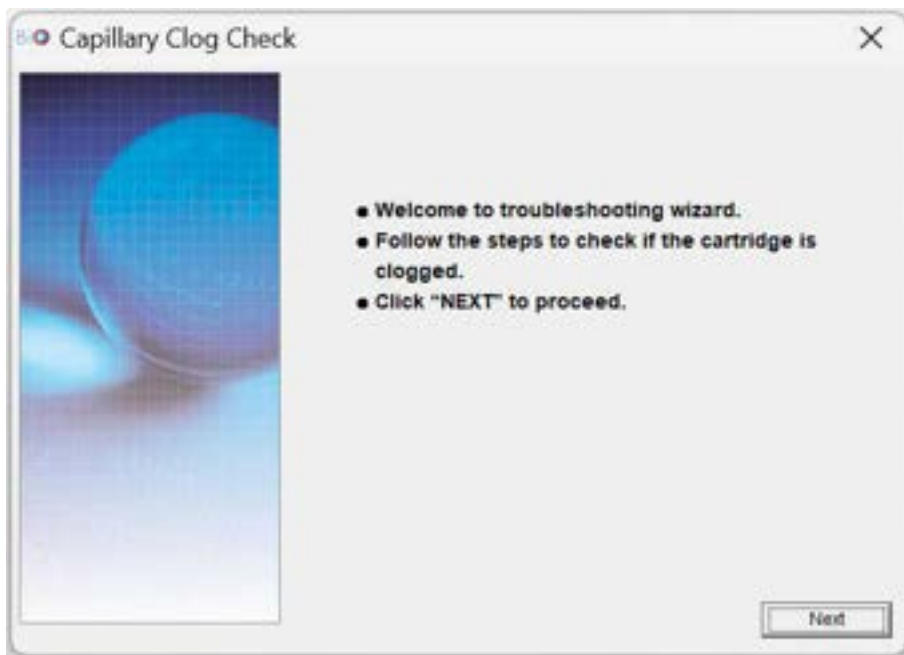 Capillary Clog Check
● Welcome to troubleshooting wizard.
● Follow the steps to check if the cartridge is
clogged.
● Click "NEXT" to proceed.
Next